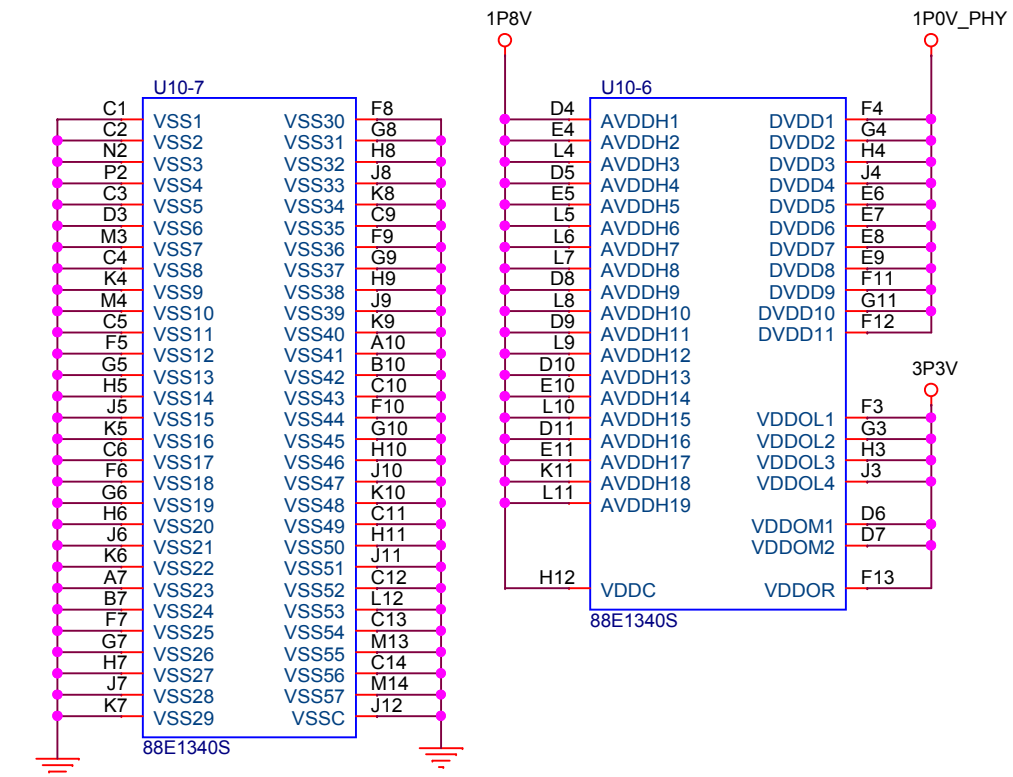 1P8V
1P0V_PHY
U10-7
U10-6
C1 VSS1 VSS30 F8
C2 VSS2 VSS31 G8
N2 VSS3 VSS32 H8
P2 VSS4 VSS33 J8
C3 VSS5 VSS34 K8
D3 VSS6 VSS35 C9
M3 VSS7 VSS36 F9
C4 VSS8 VSS37 G9
K4 VSS9 VSS38 H9
M4 VSS10 VSS39 J9
C5 VSS11 VSS40 K9
F5 VSS12 VSS41 A10
G5 VSS13 VSS42 B10
H5 VSS14 VSS43 C10
J5 VSS15 VSS44 F10
K5 VSS16 VSS45 G10
C6 VSS17 VSS46 H10
F6 VSS18 VSS47 J10
G6 VSS19 VSS48 K10
H6 VSS20 VSS49 C11
J6 VSS21 VSS50 H11
K6 VSS22 VSS51 J11
A7 VSS23 VSS52 C12
B7 VSS24 VSS53 L12
F7 VSS25 VSS54 C13
G7 VSS26 VSS55 M13
H7 VSS27 VSS56 C14
J7 VSS28 VSS57 M14
K7 VSS29 VSSC J12
88E1340S
D4 AVDDH1 DVDD1 F4
E4 AVDDH2 DVDD2 G4
L4 AVDDH3 DVDD3 H4
D5 AVDDH4 DVDD4 J4
E5 AVDDH5 DVDD5 E6
L5 AVDDH6 DVDD6 E7
L6 AVDDH7 DVDD7 E8
L7 AVDDH8 DVDD8 E9
D8 AVDDH9 DVDD9 F11
L8 AVDDH10 DVDD10 G11
D9 AVDDH11 DVDD11 F12
L9 AVDDH12
D10 AVDDH13
3P3V
E10 AVDDH14
L10 AVDDH15 VDDOL1 F3
D11 AVDDH16 VDDOL2 G3
E11 AVDDH17 VDDOL3 H3
K11 AVDDH18 VDDOL4 J3
L11 AVDDH19
VDDOM1 D6
VDDOM2 D7
H12 VDDC VDDOR F13
88E1340S